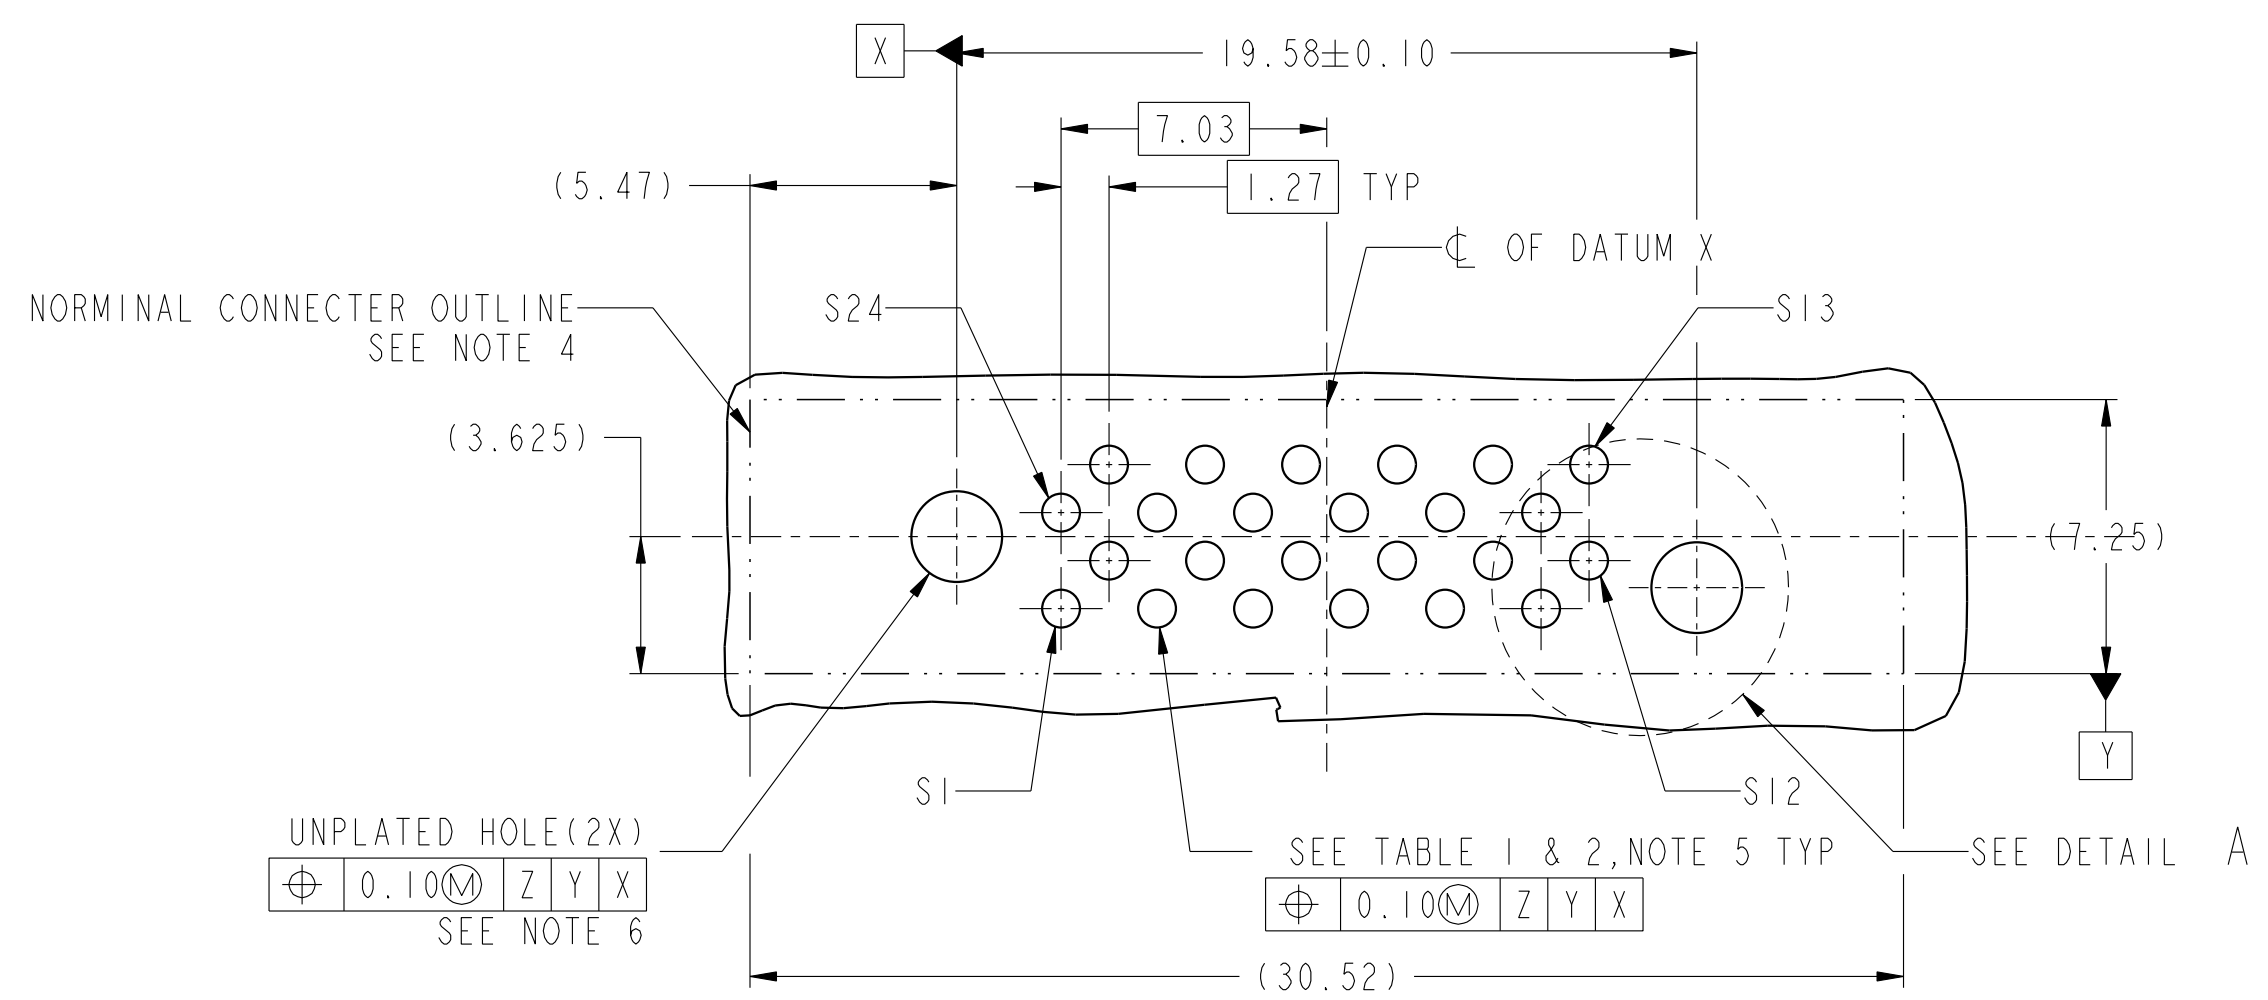 X
19.58±0.10
7.03
(5.47)
1.27 TYP
℄ OF DATUM X
NORMINAL CONNECTER OUTLINE
SEE NOTE 4
S24
S13
(3.625)
(7.25)
Y
S1
S12
UNPLATED HOLE(2X)
⌖ 0.10Ⓜ Z Y X
SEE NOTE 6
SEE TABLE 1 & 2,NOTE 5 TYP
⌖ 0.10Ⓜ Z Y X
SEE DETAIL A
(30.52)